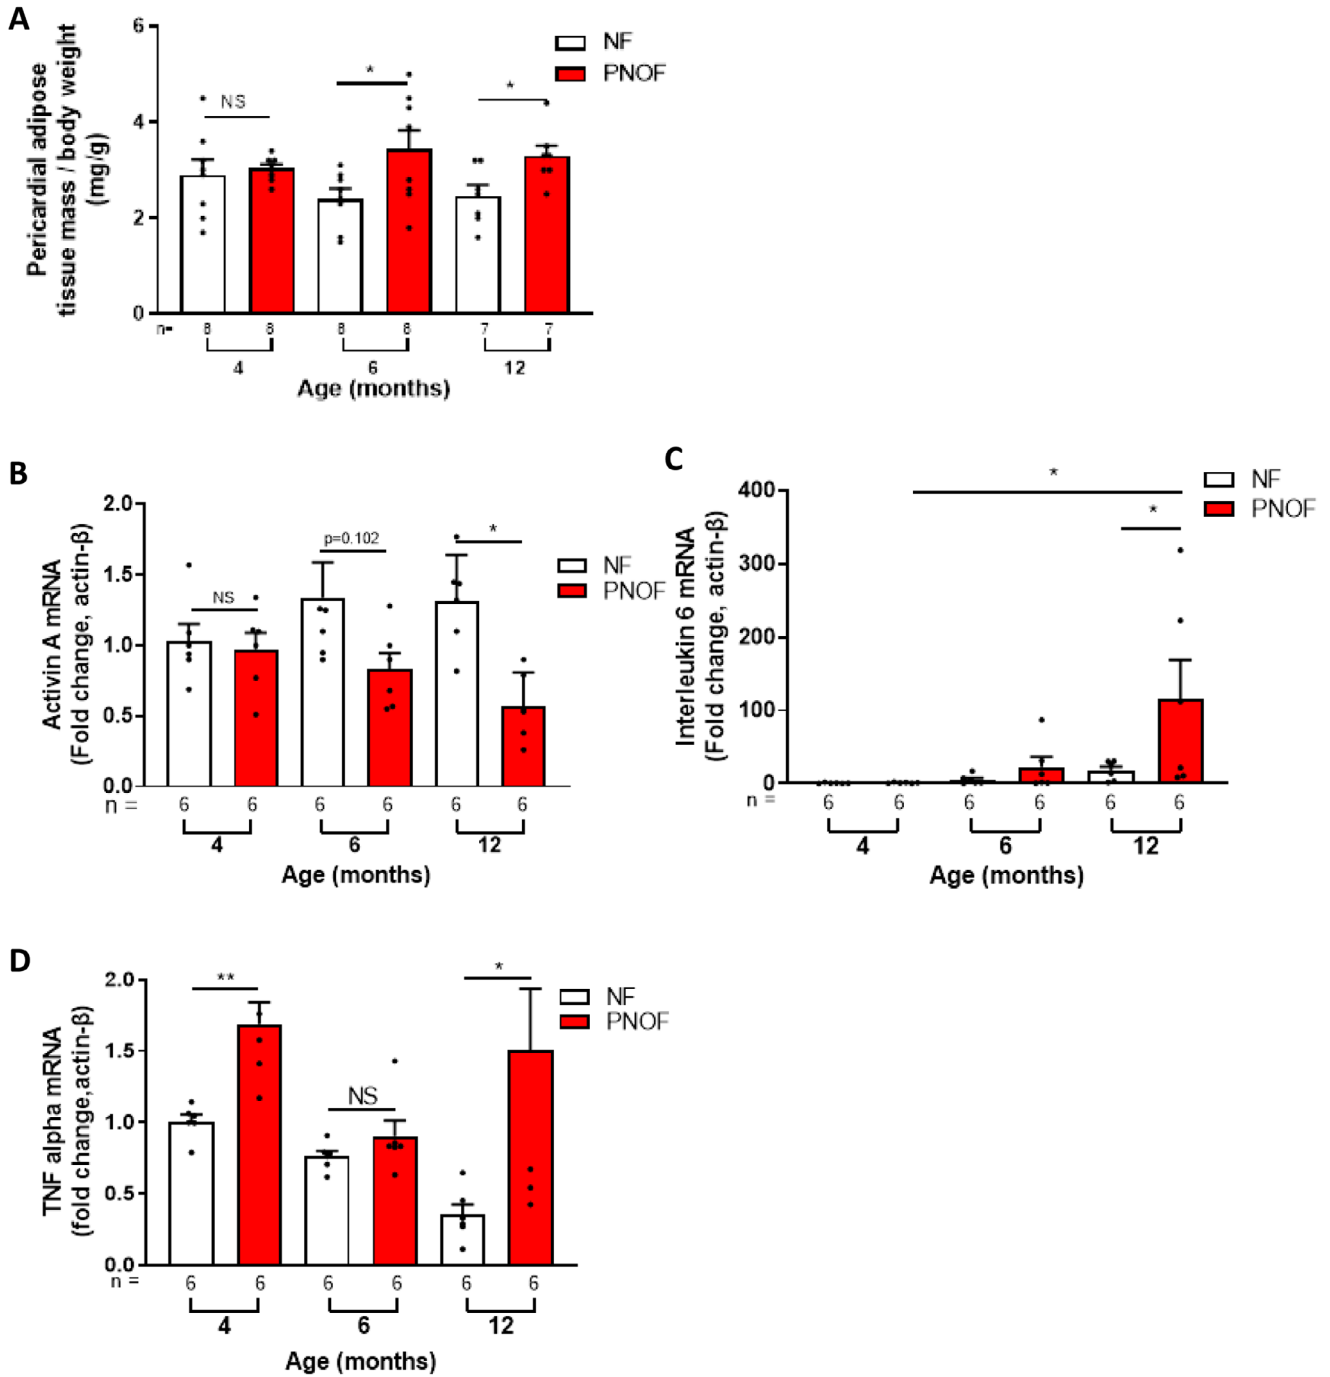 A
Pericardial adipose
tissue mass / body weight
(mg/g)
6
4
2
0
NS
*
*
NF
PNOF
n=
8 8 8 8 7 7
4 6 12
Age (months)
B
Activin A mRNA
(Fold change, actin-β)
2.0
1.5
1.0
0.5
0.0
NS
p=0.102
*
NF
PNOF
n = 6 6 6 6 6 6
4 6 12
Age (months)
C
Interleukin 6 mRNA
(Fold change, actin-β)
400
300
200
100
0
*
*
NF
PNOF
n = 6 6 6 6 6 6
4 6 12
Age (months)
D
TNF alpha mRNA
(fold change,actin-β)
2.0
1.5
1.0
0.5
0.0
**
NS
*
NF
PNOF
n = 6 6 6 6 6 6
4 6 12
Age (months)